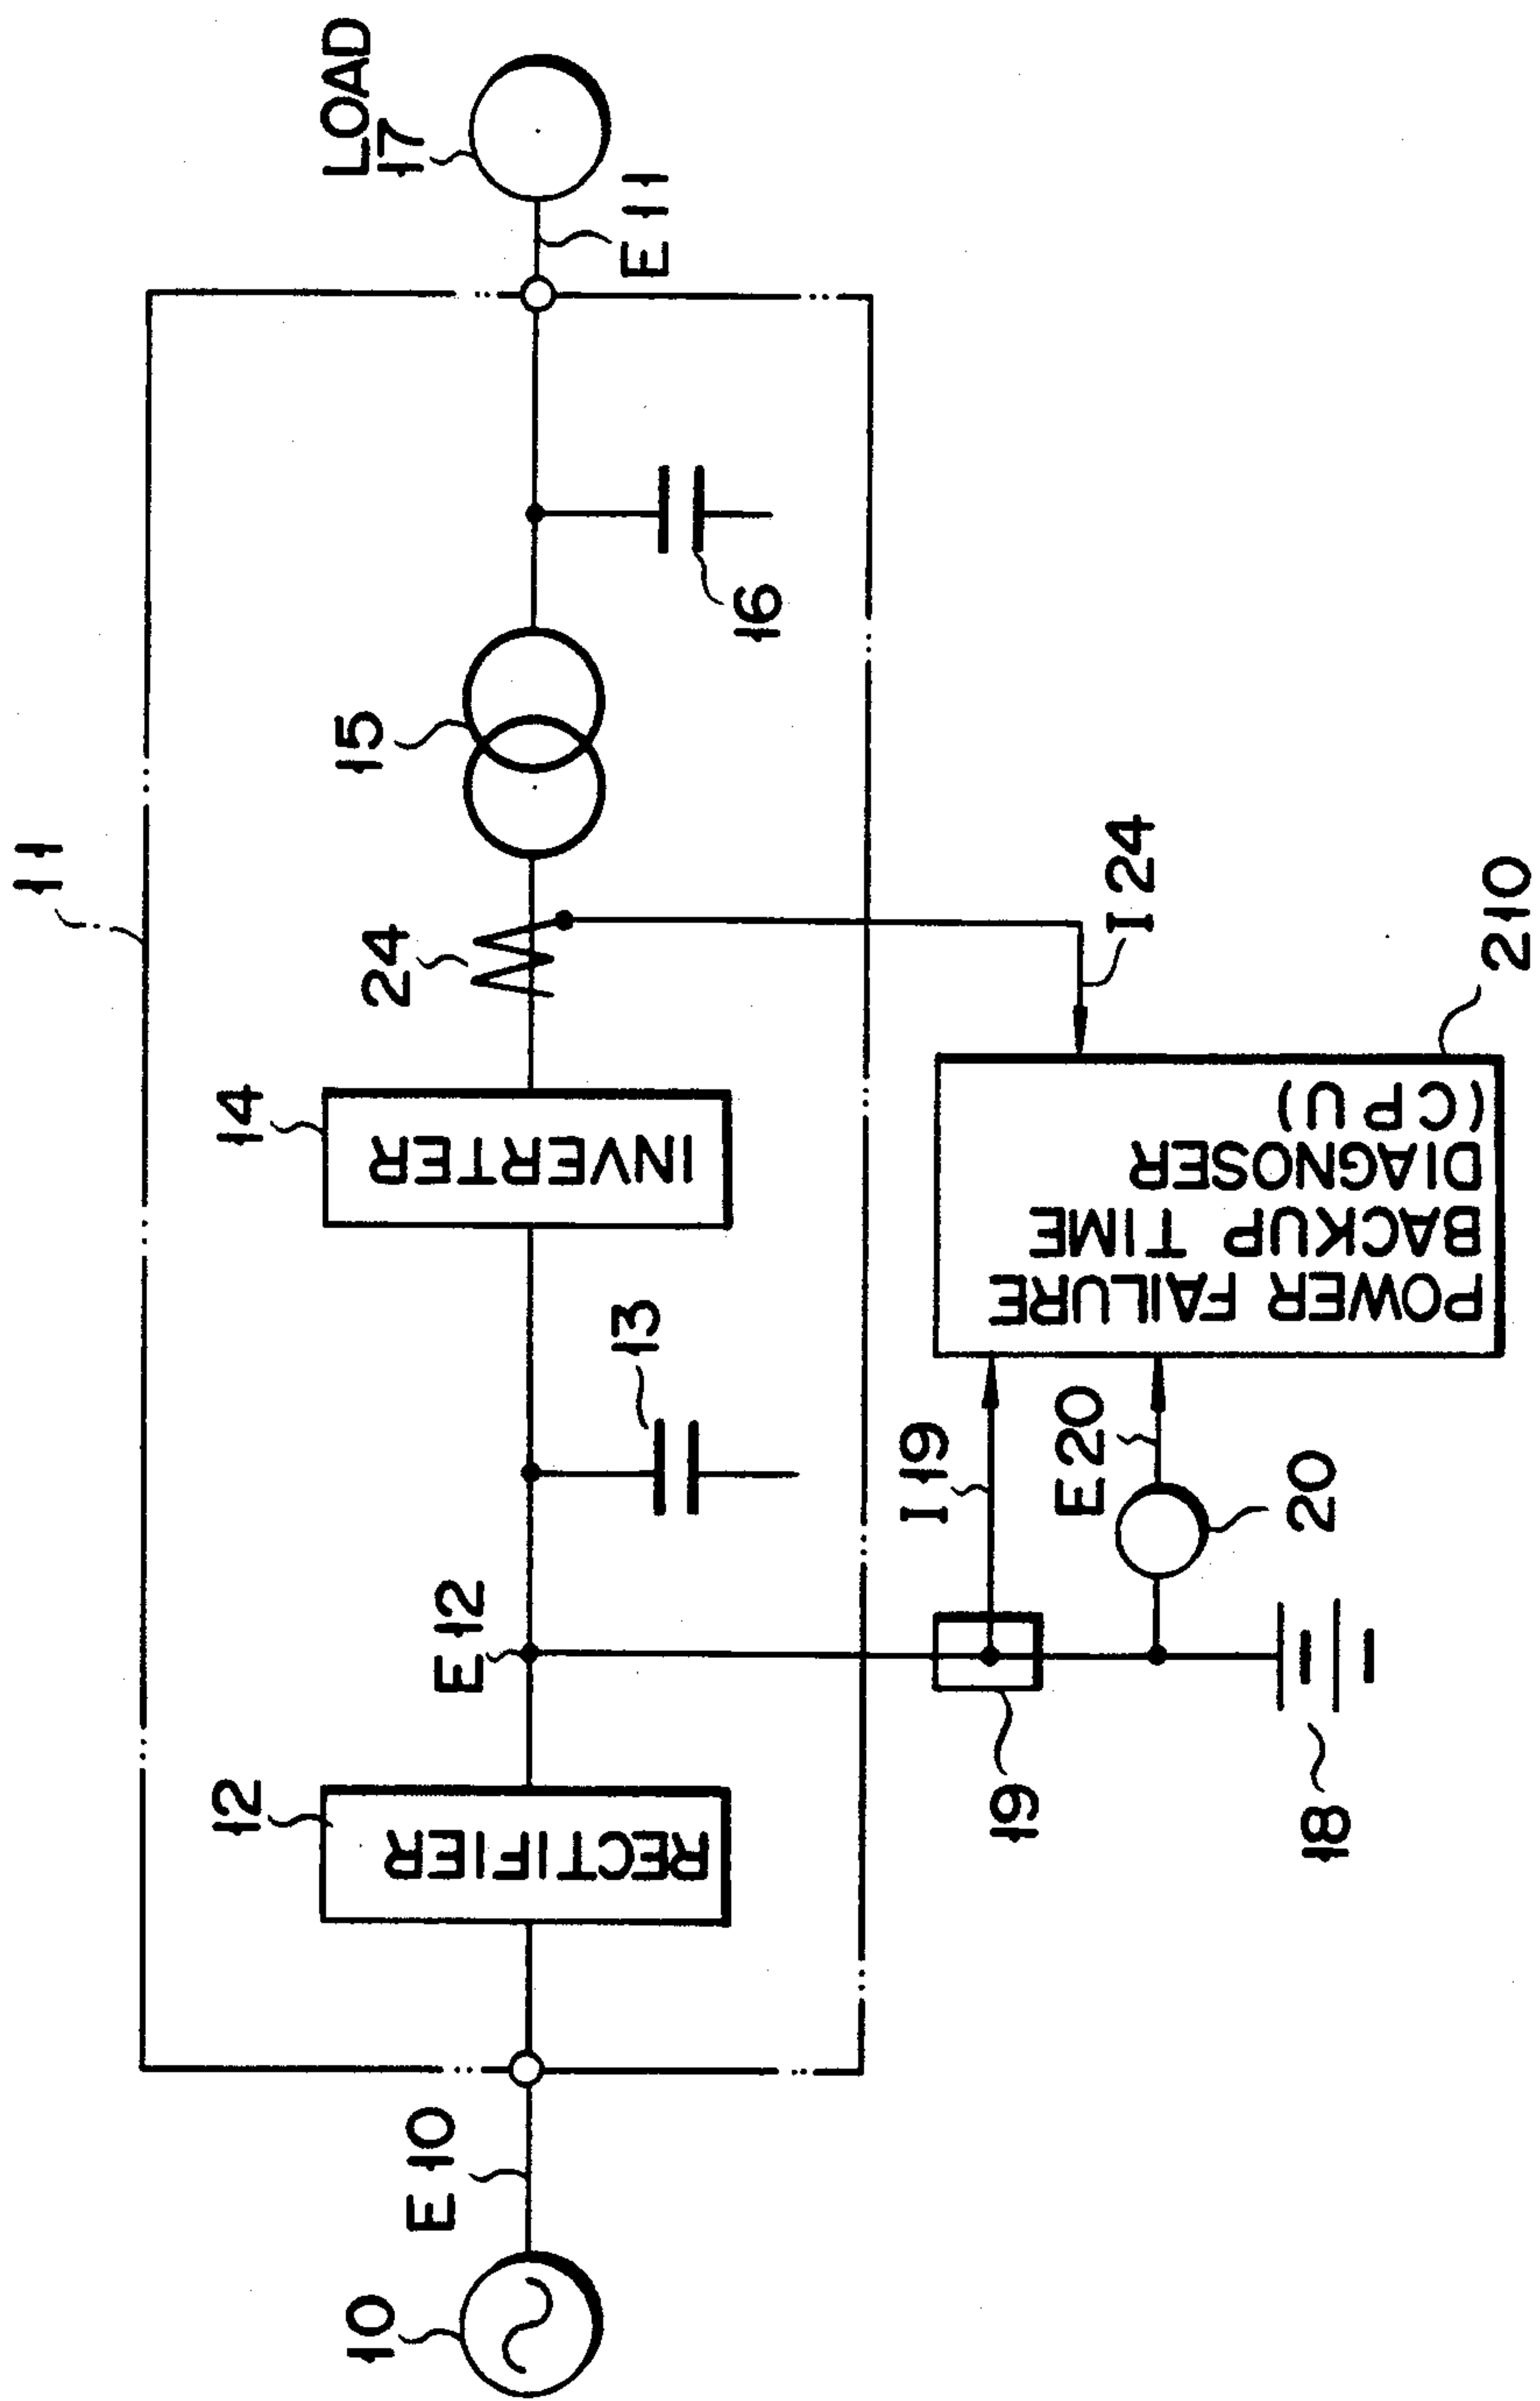 11
LOAD
17
E11
15
16
24
14
INVERTER
13
E12
12
RECTIFIER
E10
10
I24
210
POWER FAILURE
BACKUP TIME
DIAGNOSER
(CPU)
I19
E20
20
19
18